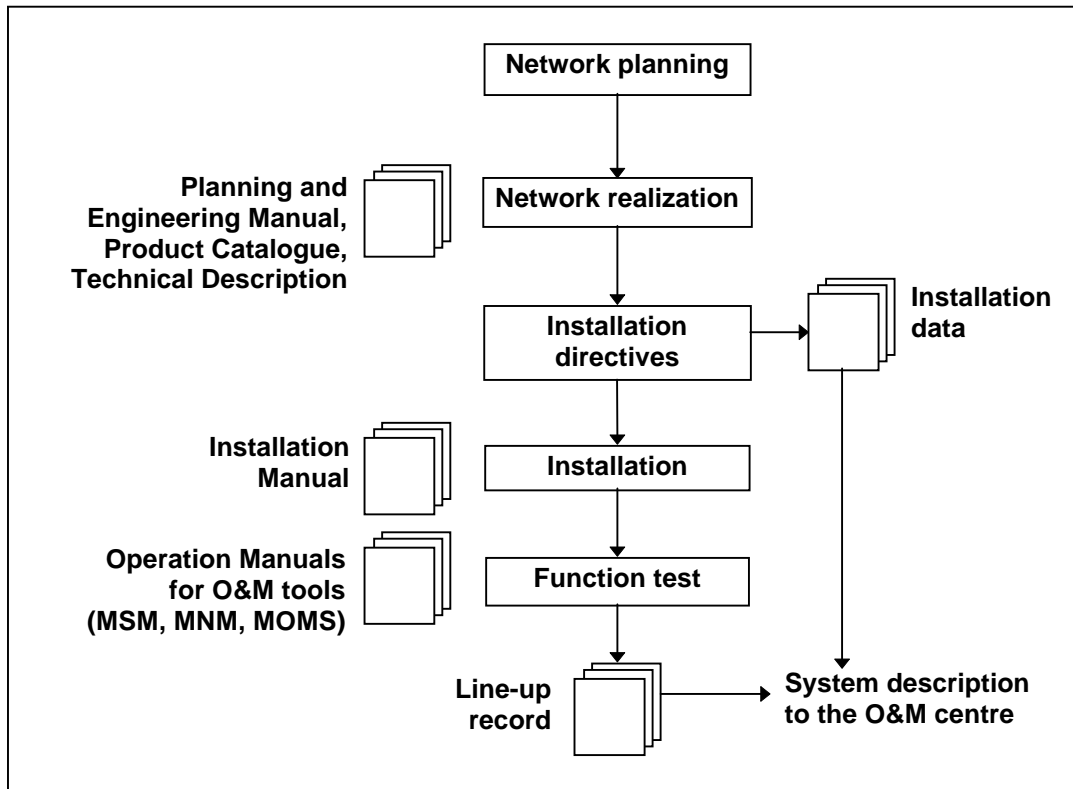 Network planning
Planning and
Engineering Manual,
Product Catalogue,
Technical Description
Network realization
Installation
directives
Installation
data
Installation
Manual
Installation
Operation Manuals
for O&M tools
(MSM, MNM, MOMS)
Function test
Line-up
record
System description
to the O&M centre